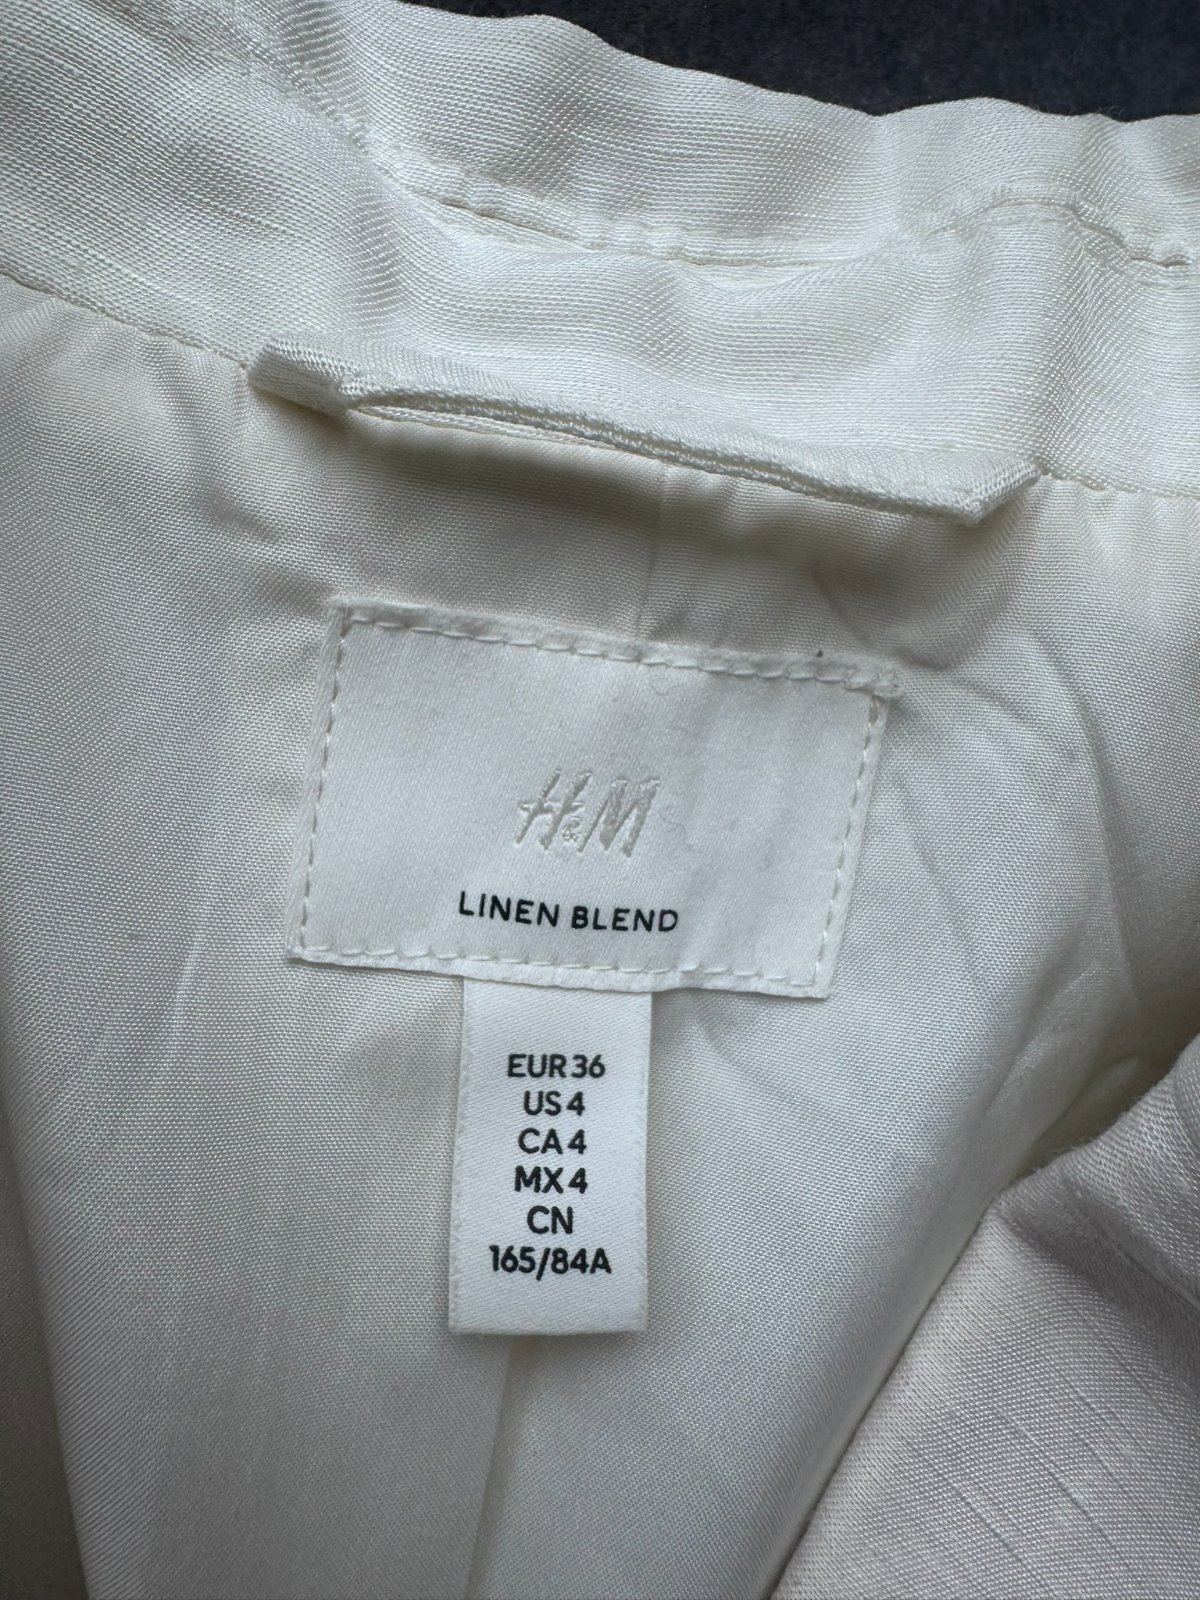 H&M
LINEN BLEND
EUR 36
US 4
CA 4
MX 4
CN
165/84A